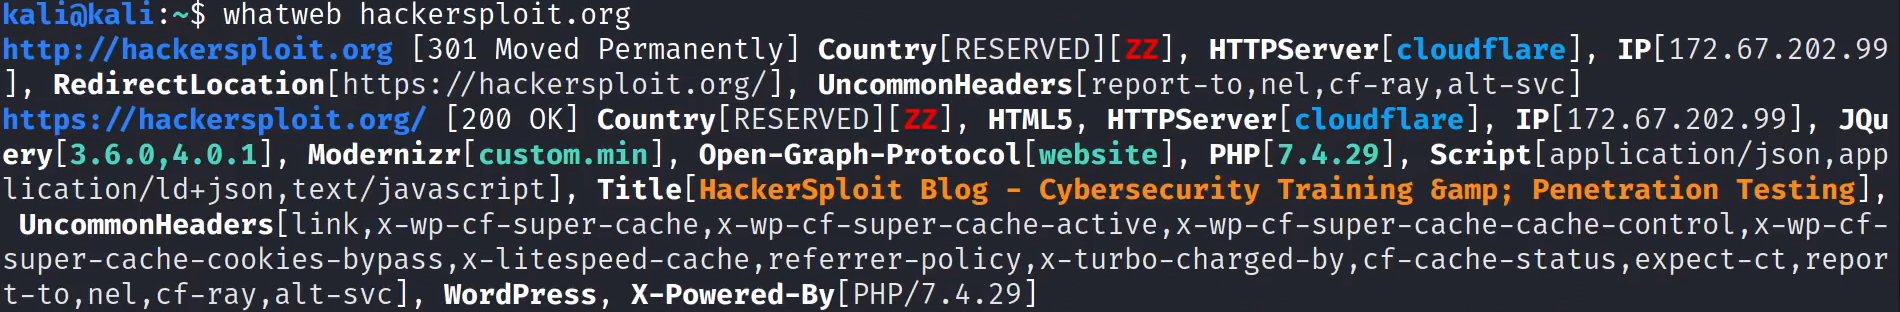 kali@kali:~$ whatweb hackersploit.org
http://hackersploit.org [301 Moved Permanently] Country[RESERVED][ZZ], HTTPServer[cloudflare], IP[172.67.202.99
], RedirectLocation[https://hackersploit.org/], UncommonHeaders[report-to,nel,cf-ray,alt-svc]
https://hackersploit.org/ [200 OK] Country[RESERVED][ZZ], HTML5, HTTPServer[cloudflare], IP[172.67.202.99], JQu
ery[3.6.0,4.0.1], Modernizr[custom.min], Open-Graph-Protocol[website], PHP[7.4.29], Script[application/json,app
lication/ld+json,text/javascript], Title[HackerSploit Blog - Cybersecurity Training &amp; Penetration Testing],
 UncommonHeaders[link,x-wp-cf-super-cache,x-wp-cf-super-cache-active,x-wp-cf-super-cache-cache-control,x-wp-cf-
super-cache-cookies-bypass,x-litespeed-cache,referrer-policy,x-turbo-charged-by,cf-cache-status,expect-ct,repor
t-to,nel,cf-ray,alt-svc], WordPress, X-Powered-By[PHP/7.4.29]